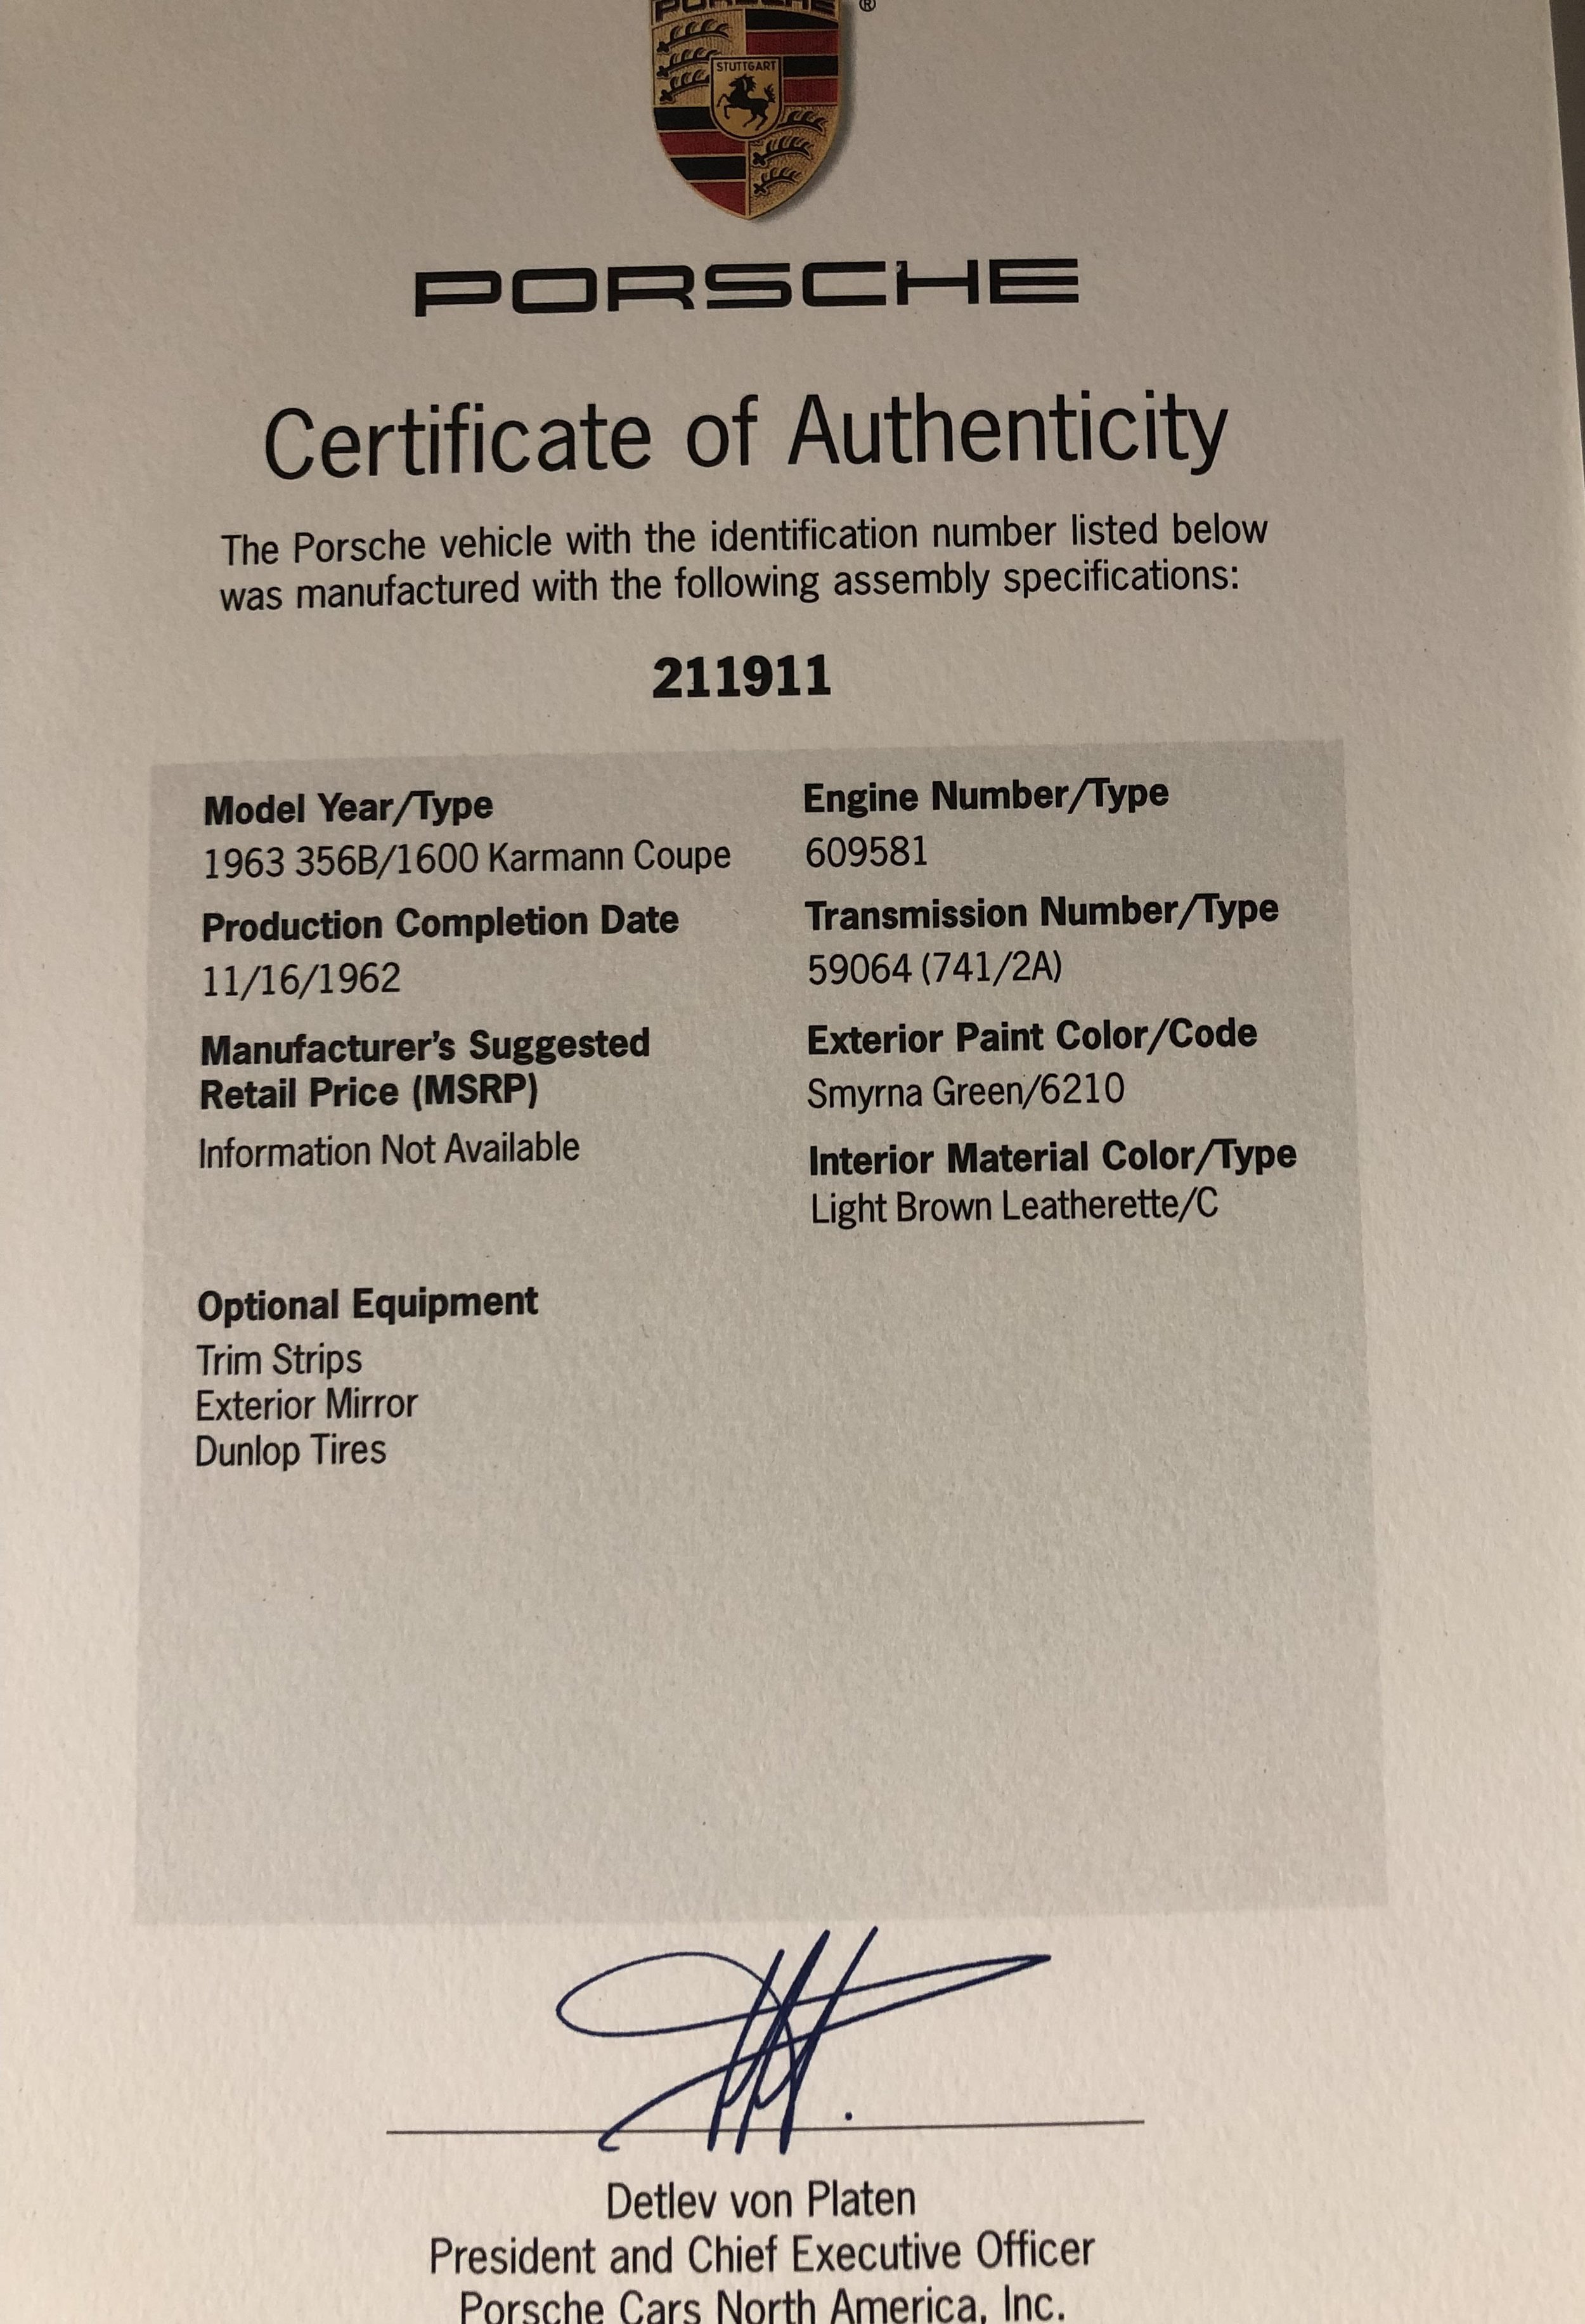 PORSCHE
®
STUTTGART
PORSCHE
Certificate of Authenticity
The Porsche vehicle with the identification number listed below
was manufactured with the following assembly specifications:
211911
Model Year/Type
1963 356B/1600 Karmann Coupe
Production Completion Date
11/16/1962
Manufacturer's Suggested
Retail Price (MSRP)
Information Not Available
Engine Number/Type
609581
Transmission Number/Type
59064 (741/2A)
Exterior Paint Color/Code
Smyrna Green/6210
Interior Material Color/Type
Light Brown Leatherette/C
Optional Equipment
Trim Strips
Exterior Mirror
Dunlop Tires
Detlev von Platen
President and Chief Executive Officer
Porsche Cars North America, Inc.